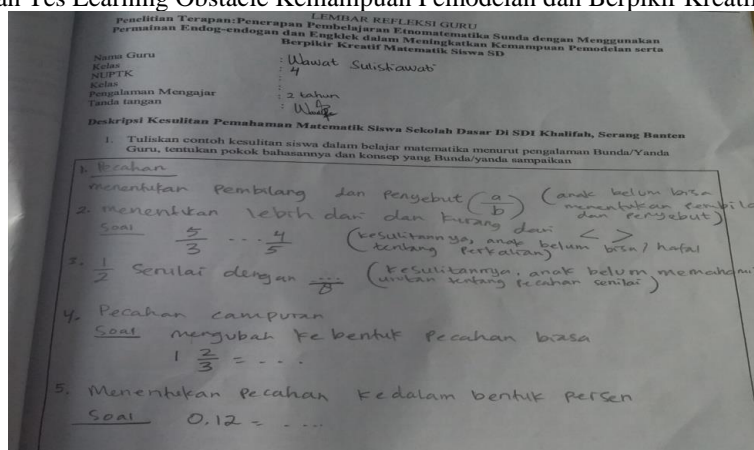 an Tes Learning Obstacle Kemampuan Pemodelan dan Berpikir Kreatif
LEMBAR REFLEKSI GURU
Penelitian Terapan:Penerapan Pembelajaran Etnomatematika Sunda dengan Menggunakan
Permainan Endog-endogan dan Engklek dalam Meningkatkan Kemampuan Pemodelan serta
Berpikir Kreatif Matematik Siswa SD
Nama Guru : Wawat Sulistiawati
Kelas : 4
NUPTK :
Kelas :
Pengalaman Mengajar : 2 tahun
Tanda tangan :
Deskripsi Kesulitan Pemahaman Matematik Siswa Sekolah Dasar Di SDI Khalifah, Serang Banten
1. Tuliskan contoh kesulitan siswa dalam belajar matematika menurut pengalaman Bunda/Yanda
Guru, tentukan pokok bahasannya dan konsep yang Bunda/yanda sampaikan
1. Pecahan
menentukan Pembilang dan penyebut (a/b) (anak belum bisa
menentukan Pembila
dan Penyebut)
2. menentukan lebih dari dan kurang dari < >
Soal 5/3 ... 4/5 (kesulitannya, anak belum bisa/hafal
tentang Perkalian)
3. 1/2 Senilai dengan .../8 (kesulitannya, anak belum memaham
urutan tentang Pecahan senilai)
4. Pecahan campuran
Soal mengubah ke bentuk Pecahan biasa
1 2/3 = ....
5. Menentukan Pecahan kedalam bentuk Persen
Soal 0.12 = ....